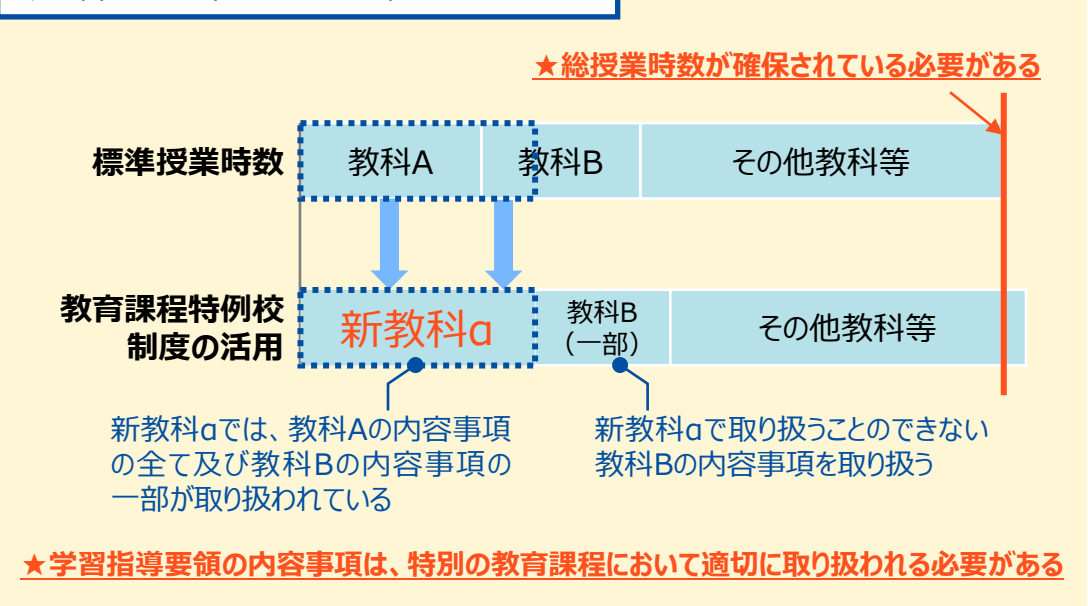 ★総授業時数が確保されている必要がある
標準授業時数
教科A
教科B
その他教科等
教育課程特例校
制度の活用
新教科α
教科B
（一部）
その他教科等
新教科αでは、教科Aの内容事項
の全て及び教科Bの内容事項の
一部が取り扱われている
新教科αで取り扱うことのできない
教科Bの内容事項を取り扱う
★学習指導要領の内容事項は、特別の教育課程において適切に取り扱われる必要がある